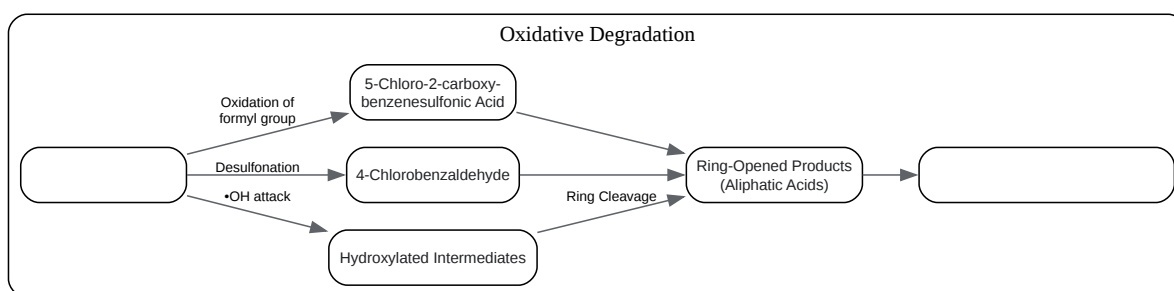 Oxidative Degradation
5-Chloro-2-carboxy-
benzenesulfonic Acid
Oxidation of
formyl group
Desulfonation
4-Chlorobenzaldehyde
Ring-Opened Products
(Aliphatic Acids)
•OH attack
Ring Cleavage
Hydroxylated Intermediates